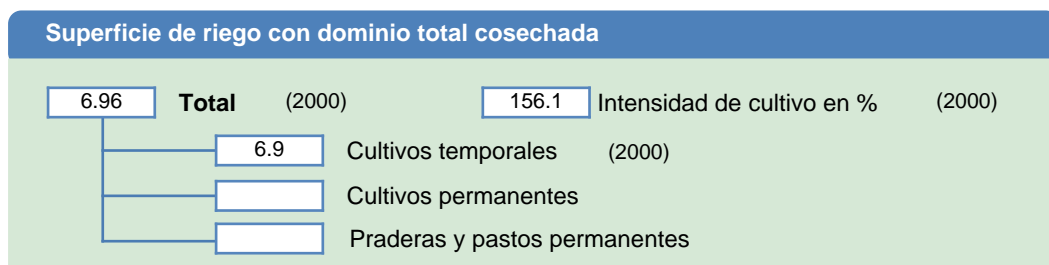 Superficie de riego con dominio total cosechada
6.96 Total (2000) 156.1 Intensidad de cultivo en % (2000)
6.9 Cultivos temporales (2000)
Cultivos permanentes
Praderas y pastos permanentes